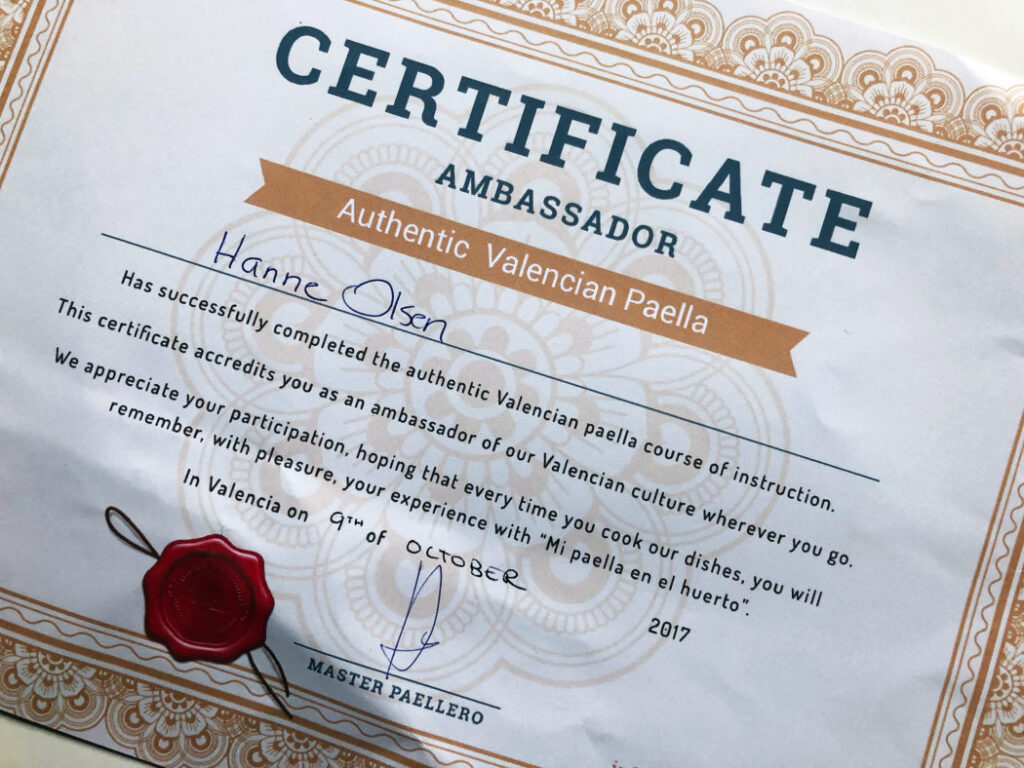 CERTIFICATE
AMBASSADOR
Authentic Valencian Paella
Hanne Olsen
Has successfully completed the authentic Valencian paella course of instruction.
This certificate accredits you as an ambassador of our Valencian culture wherever you go.
We appreciate your participation, hoping that every time you cook our dishes, you will
remember, with pleasure, your experience with "Mi paella en el huerto".
In Valencia on 9TH of OCTOBER 2017
MASTER PAELLERO